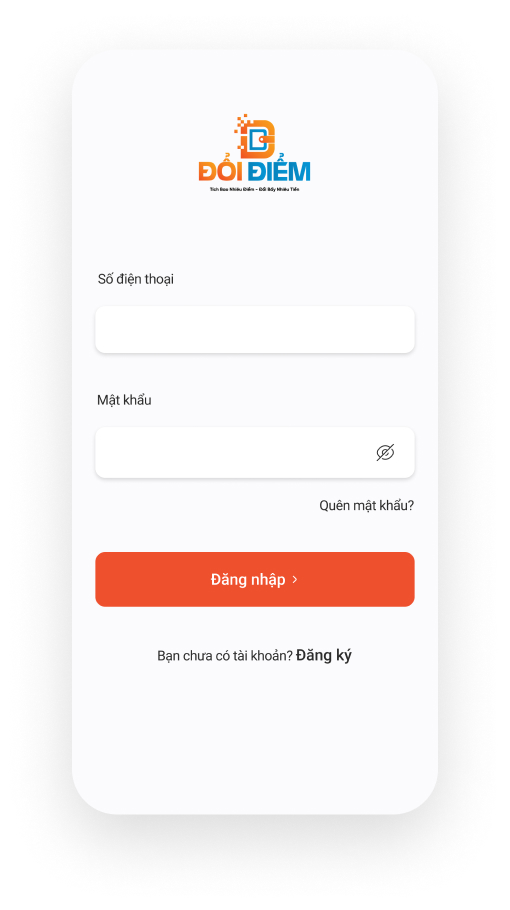 ĐỔI ĐIỂM
Tích Bao Nhiêu Điểm – Đổi Bấy Nhiêu Tiền
Số điện thoại
Mật khẩu
Quên mật khẩu?
Đăng nhập >
Bạn chưa có tài khoản? Đăng ký